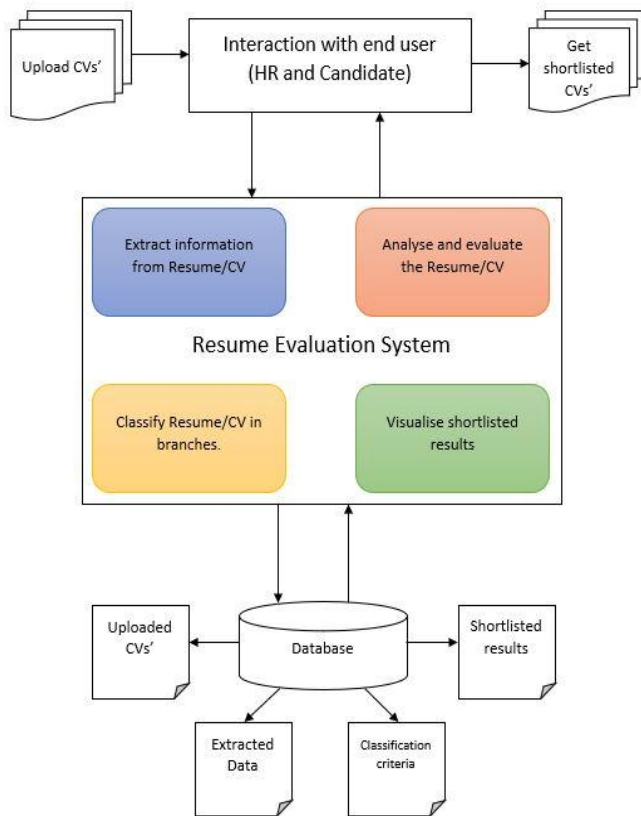 Upload CVs'
Interaction with end user
(HR and Candidate)
Get
shortlisted
CVs'
Extract information
from Resume/CV
Analyse and evaluate
the Resume/CV
Resume Evaluation System
Classify Resume/CV in
branches.
Visualise shortlisted
results
Uploaded
CVs'
Database
Shortlisted
results
Extracted
Data
Classification
criteria